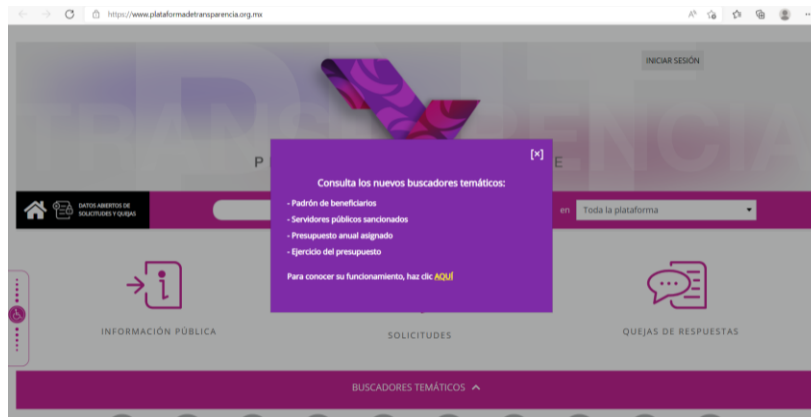 https://www.plataformadetransparencia.org.mx
INICIAR SESIÓN
[×]
Consulta los nuevos buscadores temáticos:
- Padrón de beneficiarios
- Servidores públicos sancionados
- Presupuesto anual asignado
- Ejercicio del presupuesto
Para conocer su funcionamiento, haz clic AQUÍ
DATOS ABIERTOS DE
SOLICITUDES Y QUEJAS
en
Toda la plataforma
INFORMACIÓN PÚBLICA
SOLICITUDES
QUEJAS DE RESPUESTAS
BUSCADORES TEMÁTICOS